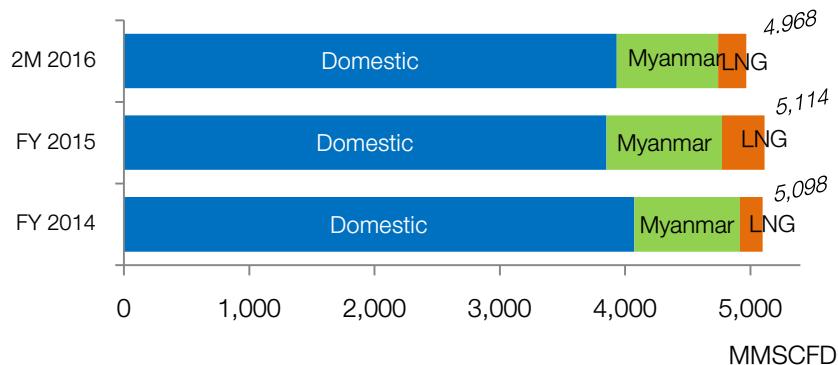 4.968
2M 2016 Domestic Myanmar LNG
5,114
FY 2015 Domestic Myanmar LNG
5,098
FY 2014 Domestic Myanmar LNG
0 1,000 2,000 3,000 4,000 5,000
MMSCFD